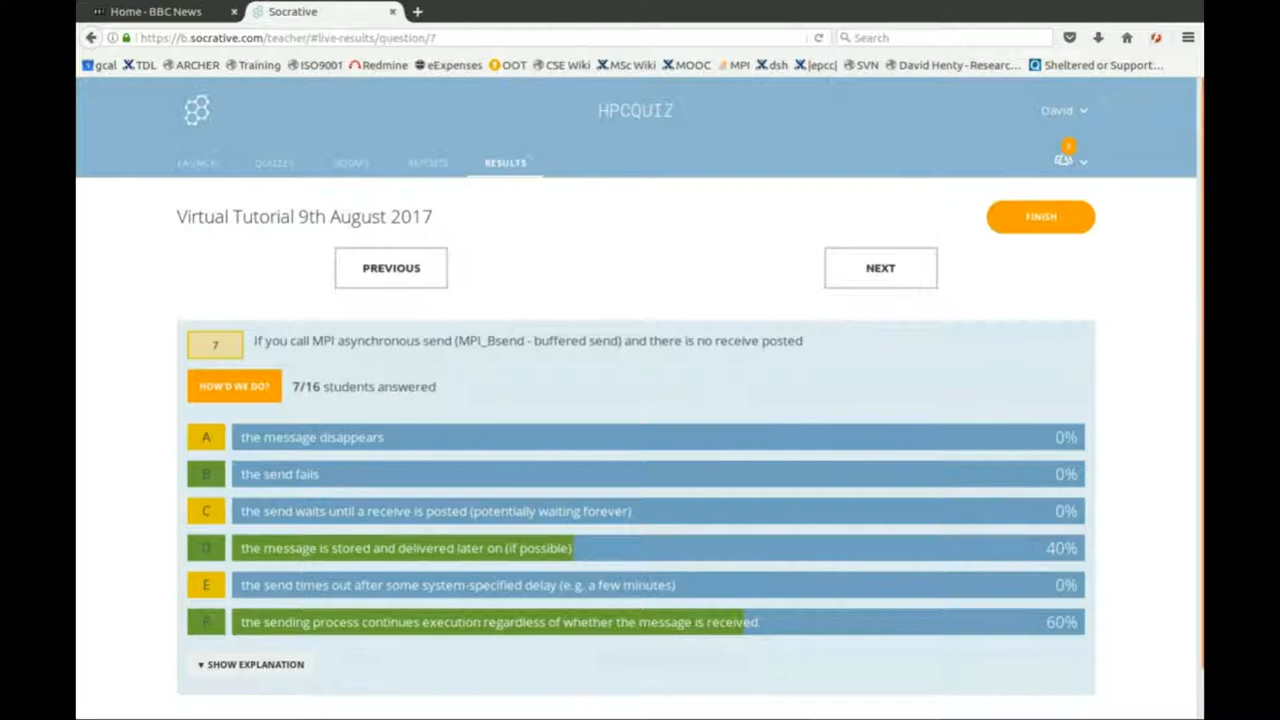 Home - BBC News
Socrative
https://b.socrative.com/teacher/#live-results/question/7
Search
gcal TDL ARCHER Training ISO9001 Redmine eExpenses OOT CSE Wiki MSc Wiki MOOC MPI dsh |epcc| SVN David Henty - Researc... Sheltered or Support...
HPCQUIZ
David
LAUNCH QUIZZES ROOMS REPORTS RESULTS
Virtual Tutorial 9th August 2017
FINISH
PREVIOUS
NEXT
7 If you call MPI asynchronous send (MPI_Bsend - buffered send) and there is no receive posted
HOW'D WE DO? 7/16 students answered
A the message disappears 0%
B the send fails 0%
C the send waits until a receive is posted (potentially waiting forever) 0%
D the message is stored and delivered later on (if possible) 40%
E the send times out after some system-specified delay (e.g. a few minutes) 0%
F the sending process continues execution regardless of whether the message is received 60%
▼ SHOW EXPLANATION